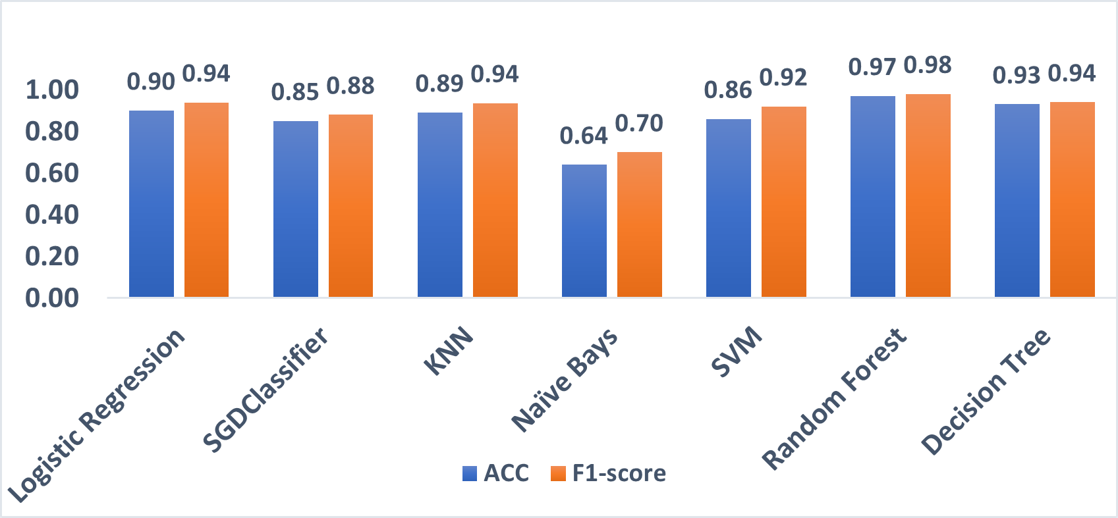 0.90 0.94 0.85 0.88 0.89 0.94 0.64 0.70 0.86 0.92 0.97 0.98 0.93 0.94
1.00
0.80
0.60
0.40
0.20
0.00
Logistic Regression
SGDClassifier
KNN
Naïve Bays
SVM
Random Forest
Decision Tree
ACC F1-score